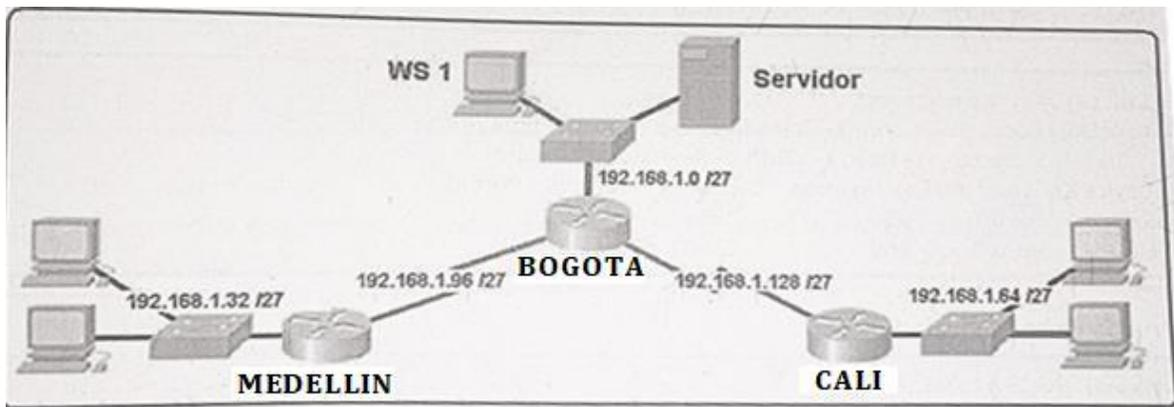 WS 1
Servidor
192.168.1.0 /27
BOGOTA
192.168.1.96 /27
192.168.1.128 /27
192.168.1.32 /27
192.168.1.64 /27
MEDELLIN
CALI